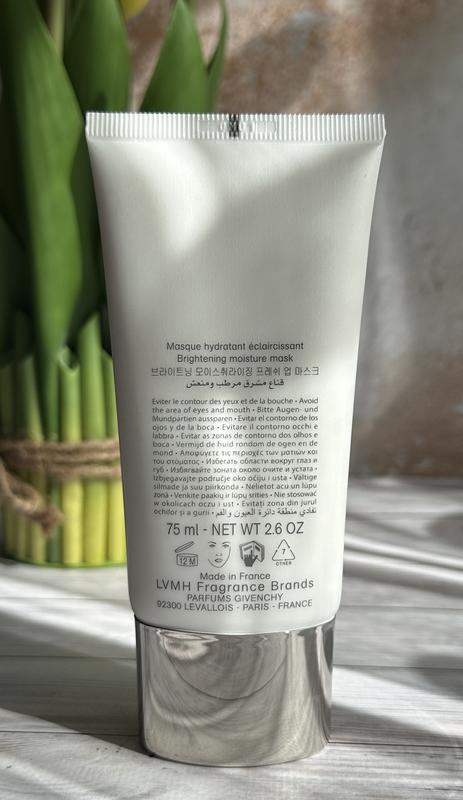 Masque hydratant éclaircissant
Brightening moisture mask
브라이트닝 모이스춰라이징 프레쉬 업 마스크
قناع مشرق مرطب ومنعش
Eviter le contour des yeux et de la bouche • Avoid
the area of eyes and mouth • Bitte Augen- und
Mundpartien aussparen • Evitar el contorno de los
ojos y de la boca • Evitare il contorno occhi e
labbra • Evitar as zonas de contorno dos olhos e
boca • Vermijd de huid rondom de ogen en de
mond • Αποφύγετε τις περιοχές των ματιών και
του στόματος • Избегать области вокруг глаз и
губ • Избягвайте зоната около очите и устата •
Izbjegavajte područje oko očiju i usta • Vältige
silmade ja suu piirkonda • Nelietot acu un lūpu
zonā • Venkite paakių ir lūpų srities • Nie stosować
w okolicach oczu i ust • Evitați zona din jurul
ochilor și a gurii • تفادي منطقة دائرة العيون والفم
75 ml - NET WT 2.6 OZ
12 M
7
OTHER
Made in France
LVMH Fragrance Brands
PARFUMS GIVENCHY
92300 LEVALLOIS - PARIS - FRANCE